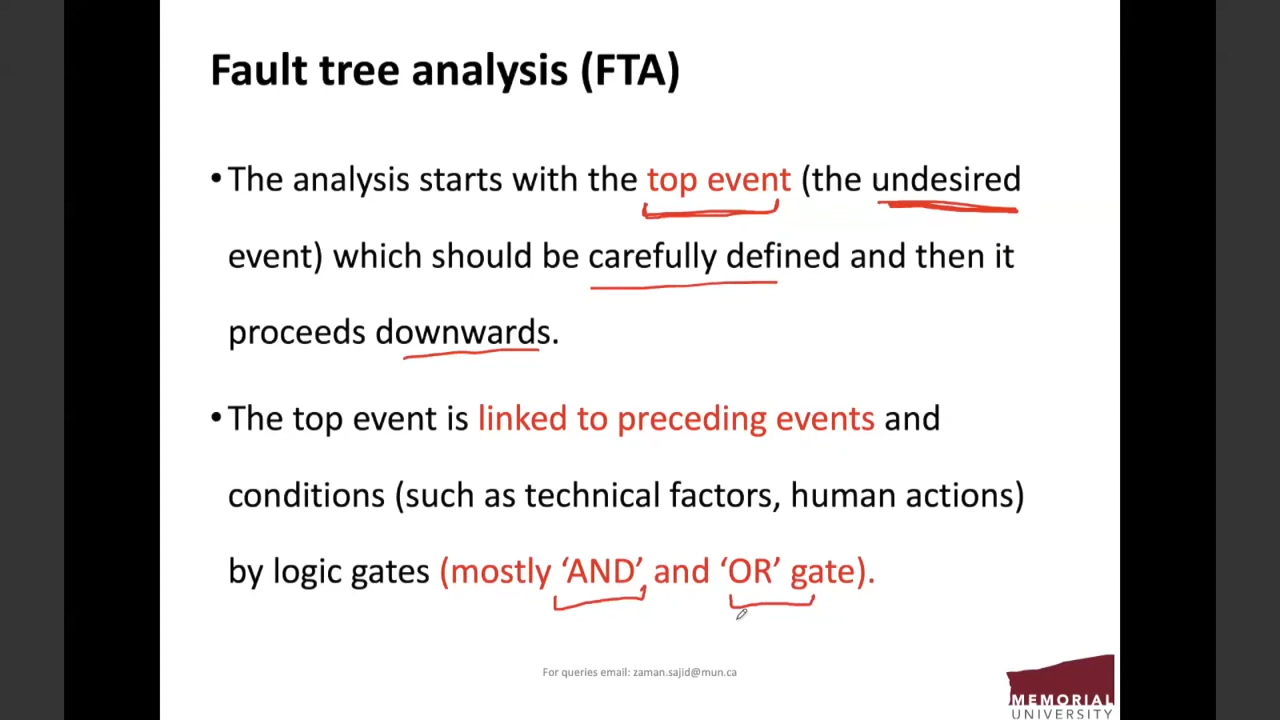 Fault tree analysis (FTA)
•The analysis starts with the top event (the undesired
event) which should be carefully defined and then it
proceeds downwards.
•The top event is linked to preceding events and
conditions (such as technical factors, human actions)
by logic gates (mostly ‘AND’ and ‘OR’ gate).
For queries email: zaman.sajid@mun.ca
MEMORIAL
UNIVERSITY